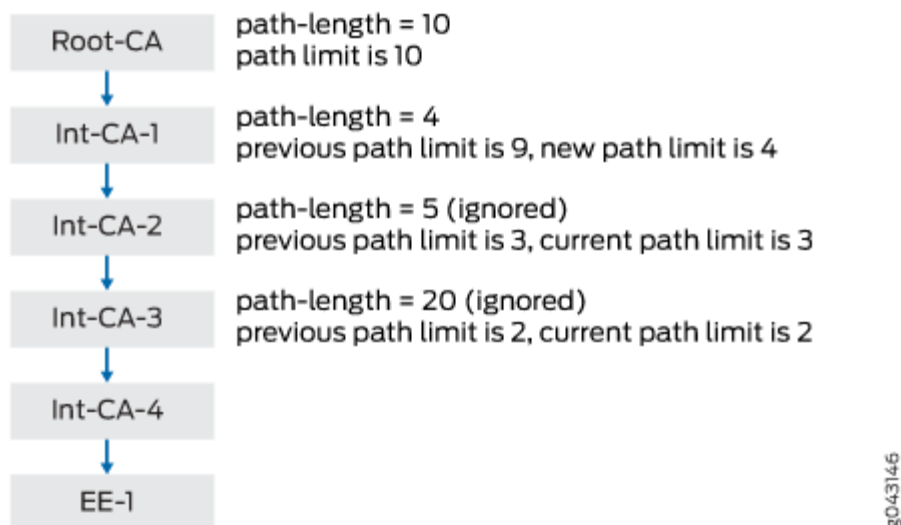 Root-CA
path-length = 10
path limit is 10
Int-CA-1
path-length = 4
previous path limit is 9, new path limit is 4
Int-CA-2
path-length = 5 (ignored)
previous path limit is 3, current path limit is 3
Int-CA-3
path-length = 20 (ignored)
previous path limit is 2, current path limit is 2
Int-CA-4
EE-1
g043146